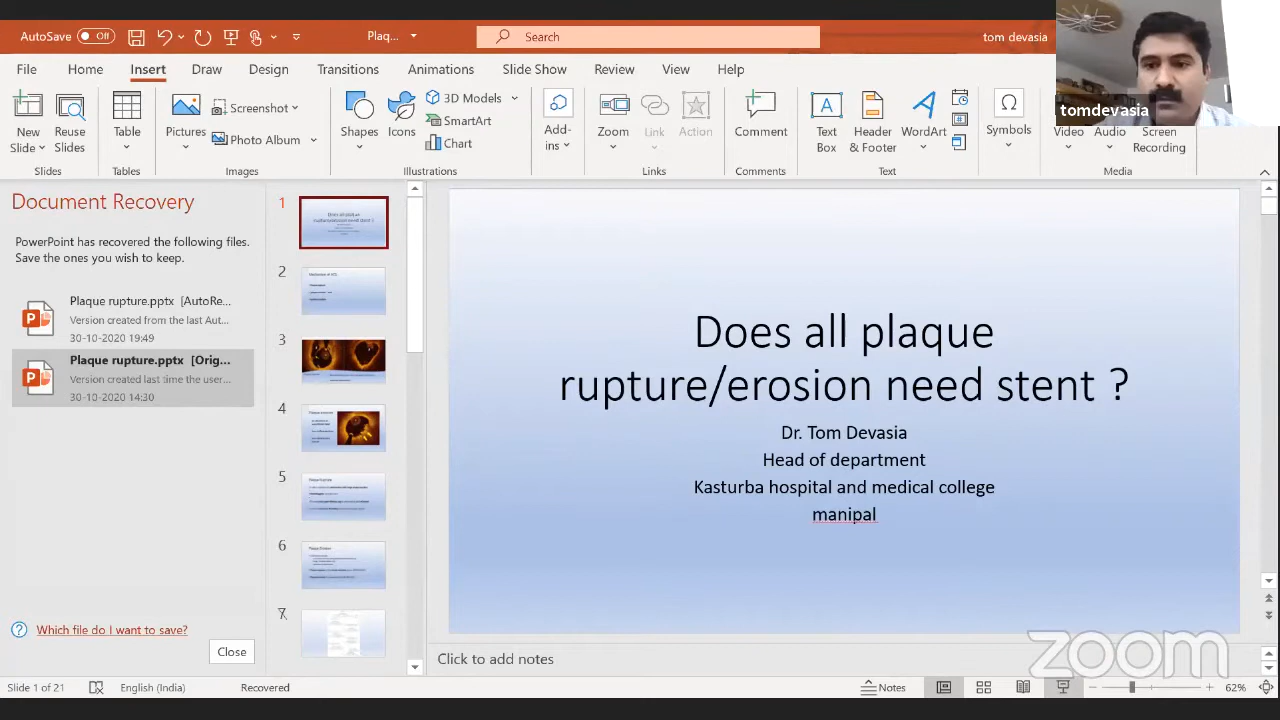 AutoSave Off Plaq... Search tom devasia
File Home Insert Draw Design Transitions Animations Slide Show Review View Help
tomdevasia
New Slide
Reuse Slides
Table
Pictures
Screenshot
Photo Album
Shapes
Icons
3D Models
SmartArt
Chart
Add-ins
Zoom
Link
Action
Comment
Text Box
Header & Footer
WordArt
Symbols
Video
Audio
Screen Recording
Slides Tables Images Illustrations Links Comments Text Media
Document Recovery
PowerPoint has recovered the following files.
Save the ones you wish to keep.
Plaque rupture.pptx [AutoRe...
Version created from the last Aut...
30-10-2020 19:49
Plaque rupture.pptx [Orig...
Version created last time the user...
30-10-2020 14:30
Which file do I want to save?
Close
1
2
3
4
5
6
7
Does all plaque
rupture/erosion need stent ?
Dr. Tom Devasia
Head of department
Kasturba hospital and medical college
manipal
Click to add notes
zoom
Slide 1 of 21 English (India) Recovered Notes 62%